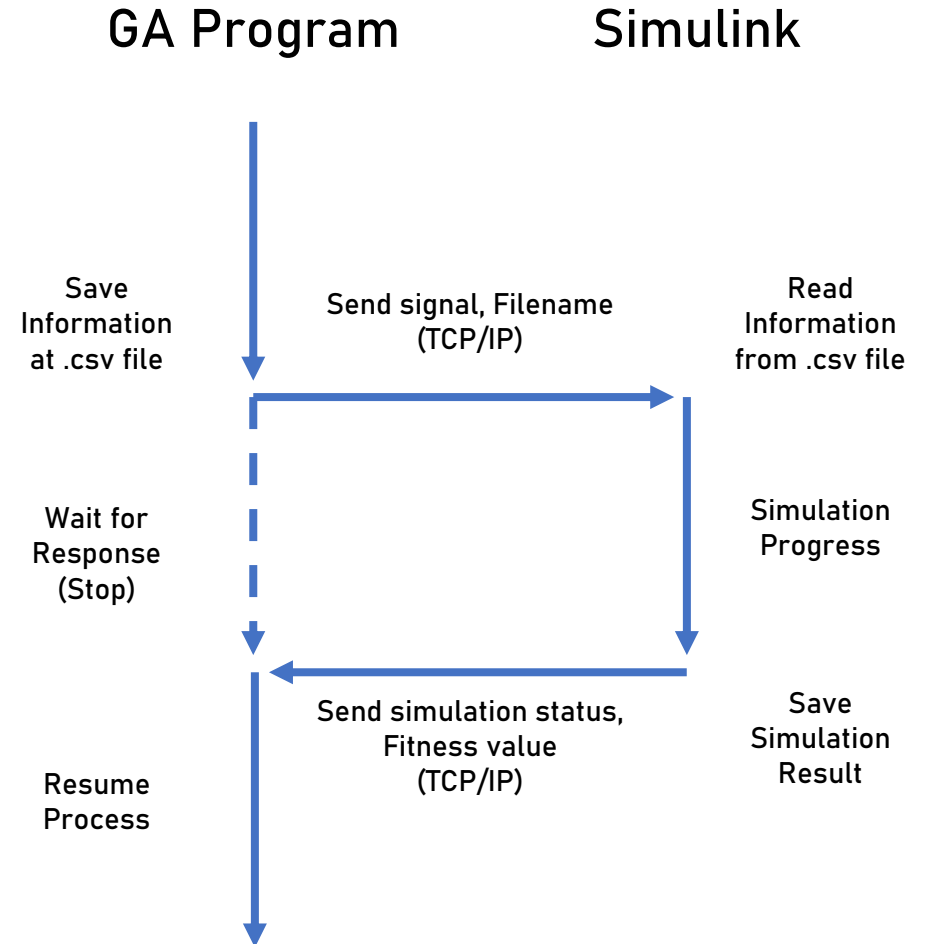 GA Program
Simulink
Save
Information
at .csv file
Send signal, Filename
(TCP/IP)
Read
Information
from .csv file
Wait for
Response
(Stop)
Simulation
Progress
Send simulation status,
Fitness value
(TCP/IP)
Save
Simulation
Result
Resume
Process